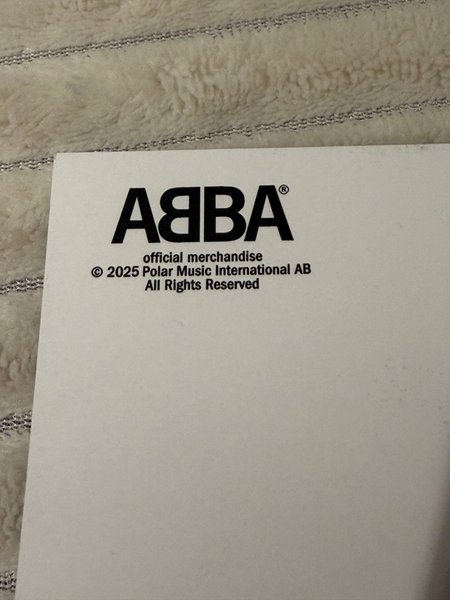 ABBA®
official merchandise
© 2025 Polar Music International AB
All Rights Reserved